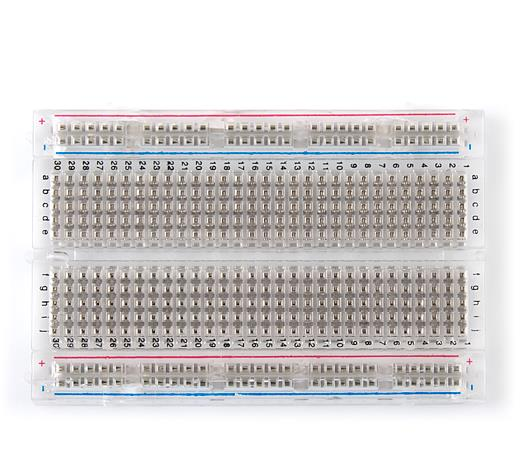 + +
- -
30 29 28 27 26 25 24 23 22 21 20 19 18 17 16 15 14 13 12 11 10 9 8 7 6 5 4 3 2 1
a a
b b
c c
d d
e e
f f
g g
h h
i i
j j
30 29 28 27 26 25 24 23 22 21 20 19 18 17 16 15 14 13 12 11 10 9 8 7 6 5 4 3 2 1
+ +
- -